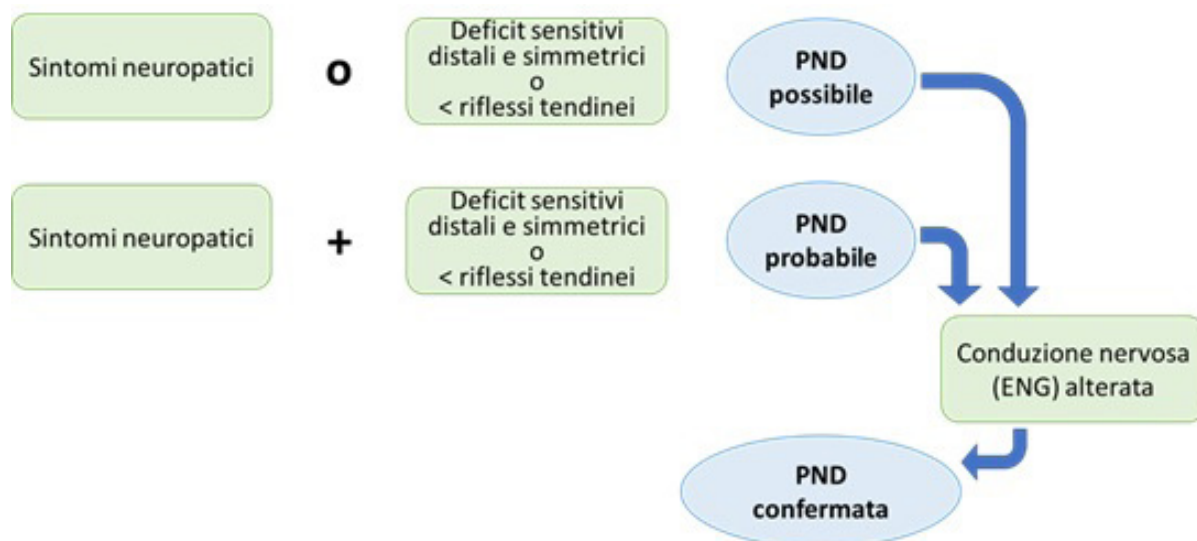 Sintomi neuropatici
o
Deficit sensitivi
distali e simmetrici
o
< riflessi tendinei
PND
possibile
Sintomi neuropatici
+
Deficit sensitivi
distali e simmetrici
o
< riflessi tendinei
PND
probabile
Conduzione nervosa
(ENG) alterata
PND
confermata